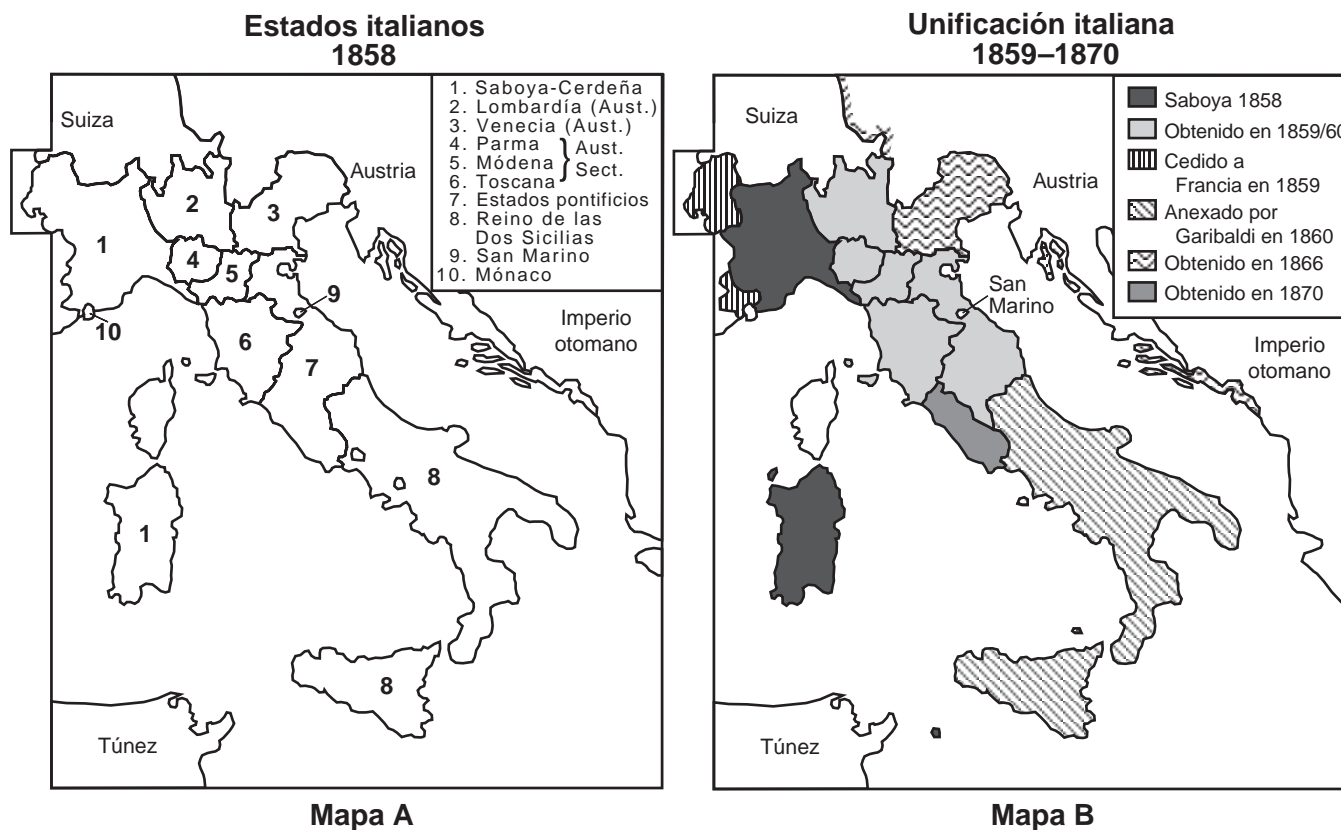 Estados italianos
1858
Suiza
Austria
1. Saboya-Cerdeña
2. Lombardía (Aust.)
3. Venecia (Aust.)
4. Parma
5. Módena
6. Toscana
Aust.
Sect.
7. Estados pontificios
8. Reino de las
Dos Sicilias
9. San Marino
10. Mónaco
1
2
3
4
5
6
7
8
9
10
1
8
Imperio
otomano
Túnez
Mapa A
Unificación italiana
1859–1870
Suiza
Austria
Saboya 1858
Obtenido en 1859/60
Cedido a
Francia en 1859
Anexado por
Garibaldi en 1860
Obtenido en 1866
Obtenido en 1870
San
Marino
Imperio
otomano
Túnez
Mapa B